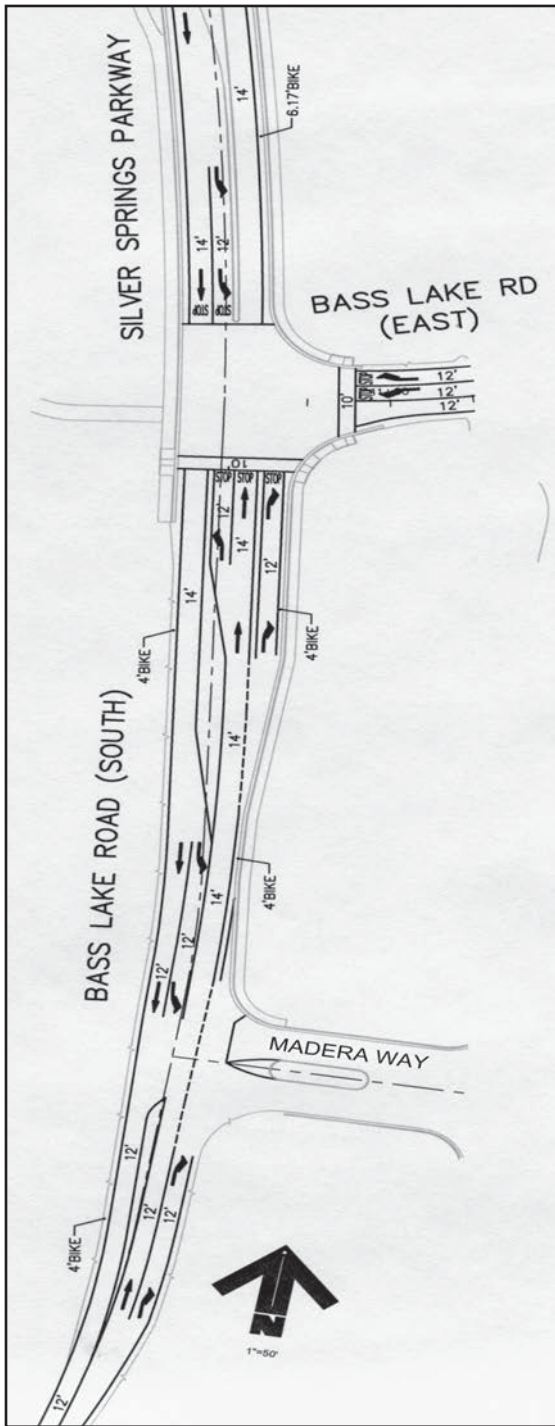 SILVER SPRINGS PARKWAY
14'
6.17'BIKE
14'
12'
STOP
STOP
BASS LAKE RD
(EAST)
STOP
12'
12'
12'
10'
10'
STOP
STOP
STOP
12'
14'
12'
14'
4'BIKE
4'BIKE
BASS LAKE ROAD (SOUTH)
14'
14'
4'BIKE
12'
12'
MADERA WAY
12'
12'
12'
4'BIKE
12'
N
1"=50'